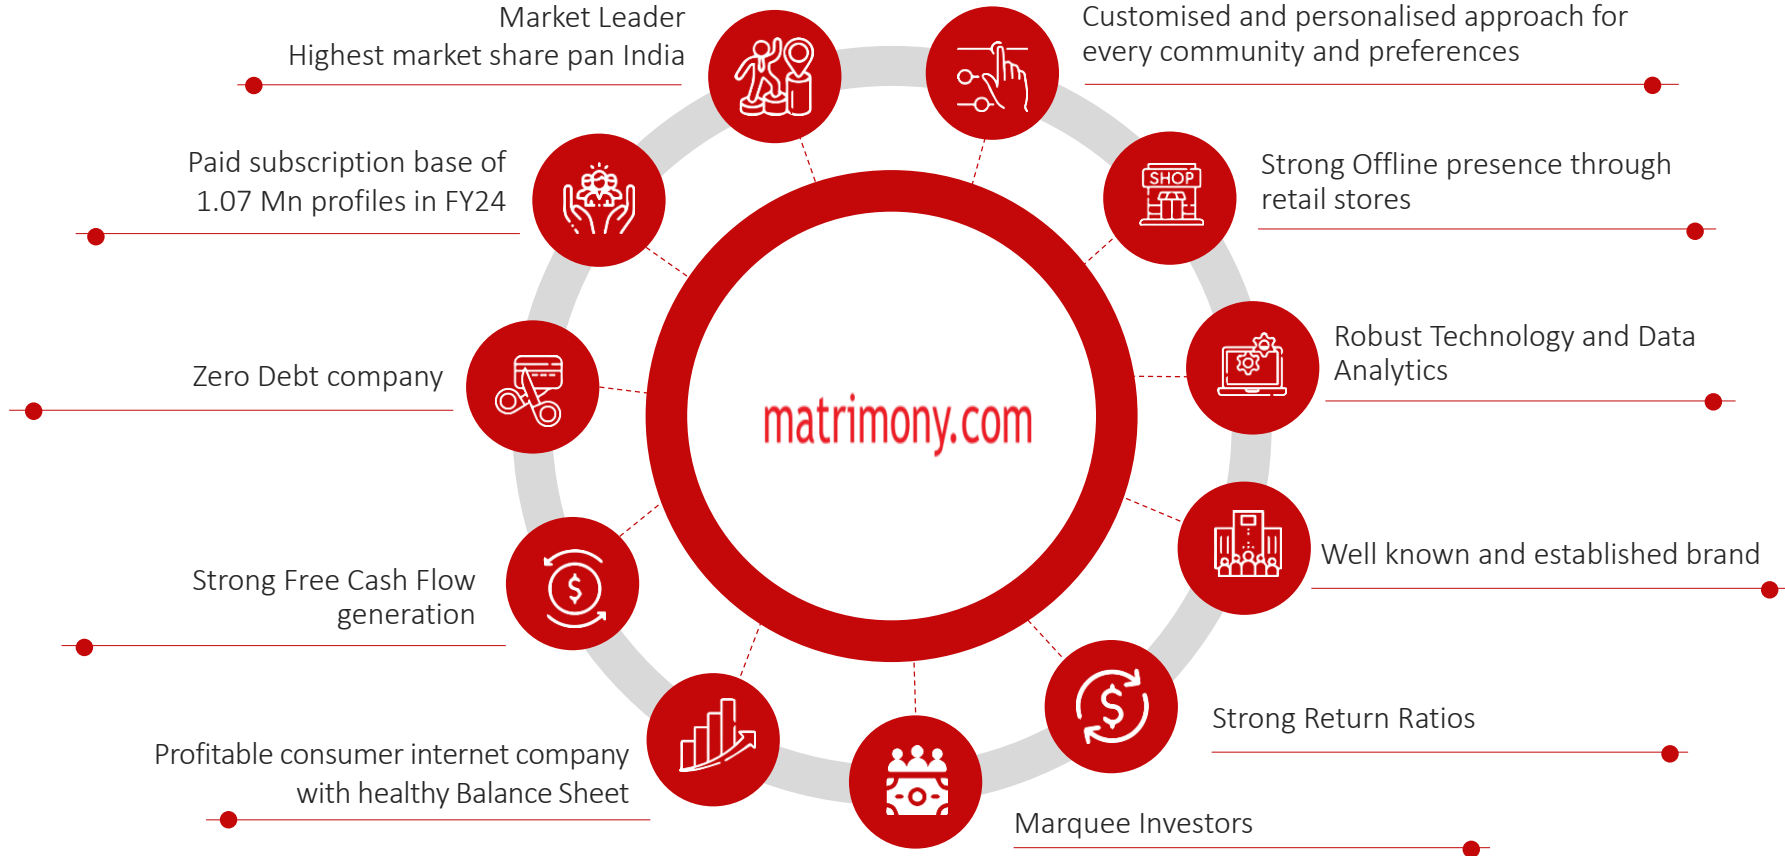 Market Leader
Highest market share pan India
Customised and personalised approach for
every community and preferences
Paid subscription base of
1.07 Mn profiles in FY24
SHOP
Strong Offline presence through
retail stores
Zero Debt company
matrimony.com
Robust Technology and Data
Analytics
Strong Free Cash Flow
generation
$
Well known and established brand
Profitable consumer internet company
with healthy Balance Sheet
$
Strong Return Ratios
Marquee Investors